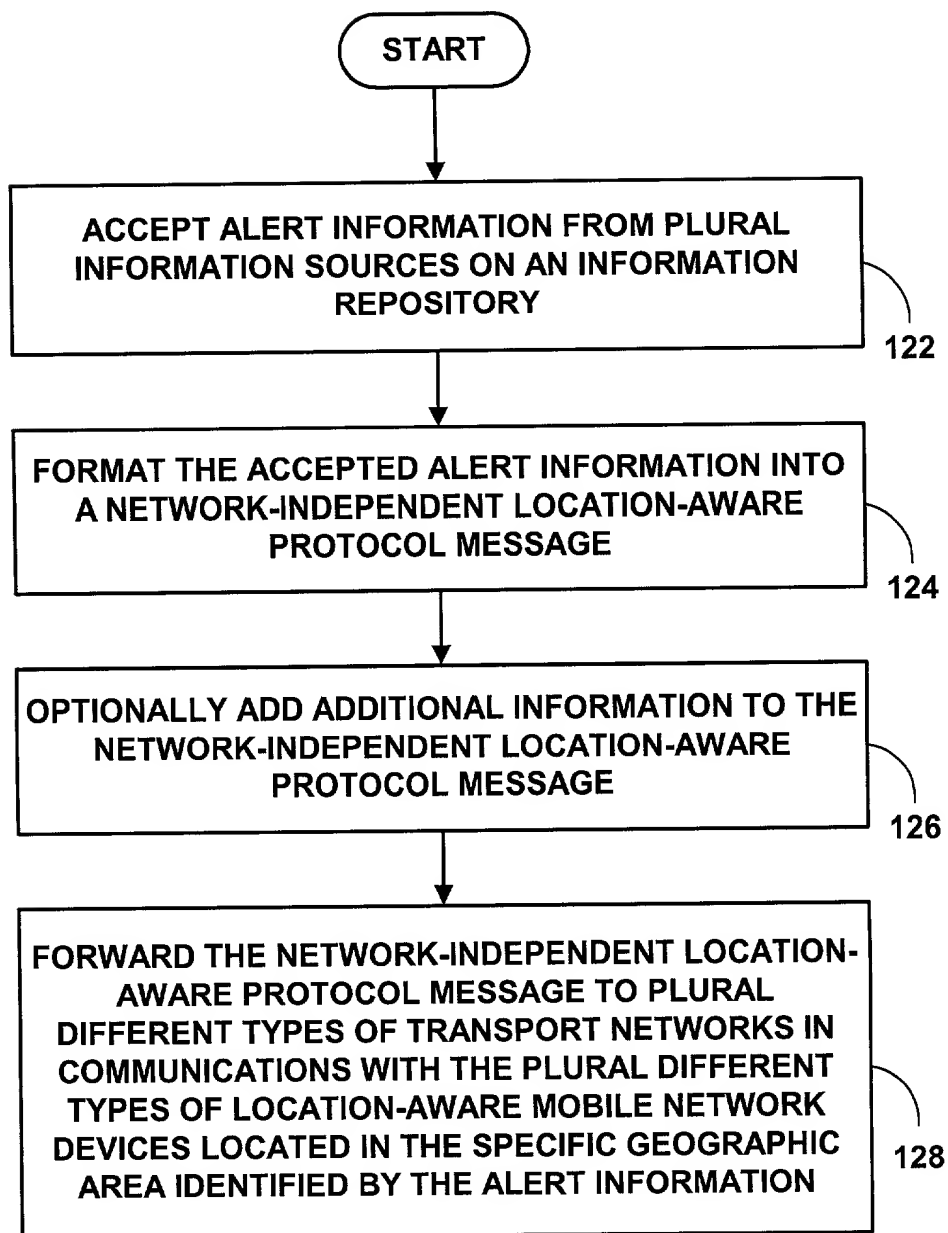 START
ACCEPT ALERT INFORMATION FROM PLURAL
INFORMATION SOURCES ON AN INFORMATION
REPOSITORY
122
FORMAT THE ACCEPTED ALERT INFORMATION INTO
A NETWORK-INDEPENDENT LOCATION-AWARE
PROTOCOL MESSAGE
124
OPTIONALLY ADD ADDITIONAL INFORMATION TO THE
NETWORK-INDEPENDENT LOCATION-AWARE
PROTOCOL MESSAGE
126
FORWARD THE NETWORK-INDEPENDENT LOCATION-
AWARE PROTOCOL MESSAGE TO PLURAL
DIFFERENT TYPES OF TRANSPORT NETWORKS IN
COMMUNICATIONS WITH THE PLURAL DIFFERENT
TYPES OF LOCATION-AWARE MOBILE NETWORK
DEVICES LOCATED IN THE SPECIFIC GEOGRAPHIC
AREA IDENTIFIED BY THE ALERT INFORMATION
128